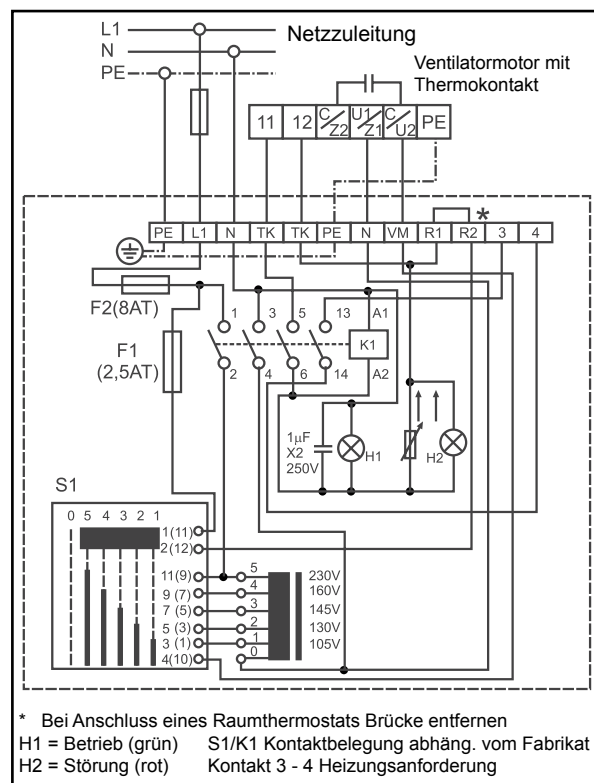 L1
Netzzuleitung
N
PE
Ventilatormotor mit
Thermokontakt
11 12 C/Z2 U1/Z1 C/U2 PE
PE L1 N TK TK PE N VM R1 R2 * 3 4
F2(8AT)
F1
(2,5AT)
1 3 5 13 A1
K1
2 4 6 14 A2
1µF
X2
250V
H1
H2
S1
0 5 4 3 2 1
1(11)
2(12)
11(9) 5 230V
9(7) 4 160V
7(5) 3 145V
5(3) 2 130V
3(1) 1 105V
4(10) 0
* Bei Anschluss eines Raumthermostats Brücke entfernen
H1 = Betrieb (grün) S1/K1 Kontaktbelegung abhäng. vom Fabrikat
H2 = Störung (rot) Kontakt 3 - 4 Heizungsanforderung